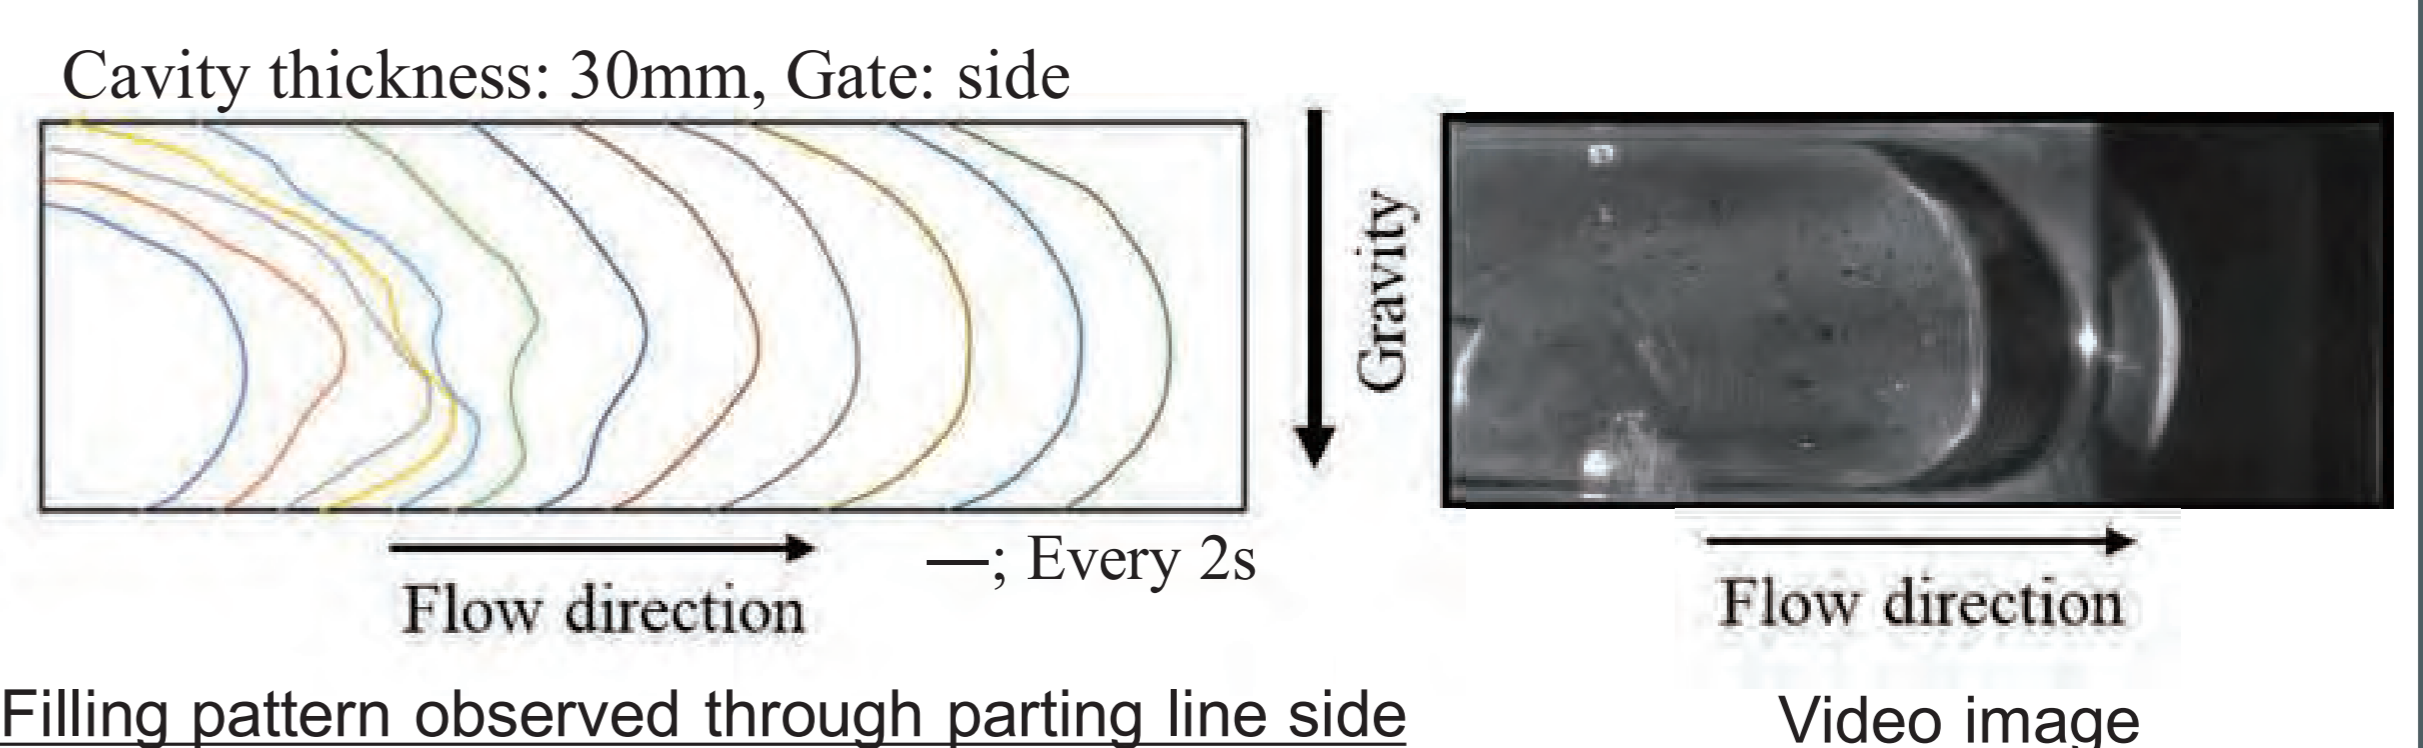 Cavity thickness: 30mm, Gate: side
Gravity
—; Every 2s
Flow direction
Flow direction
Filling pattern observed through parting line side
Video image